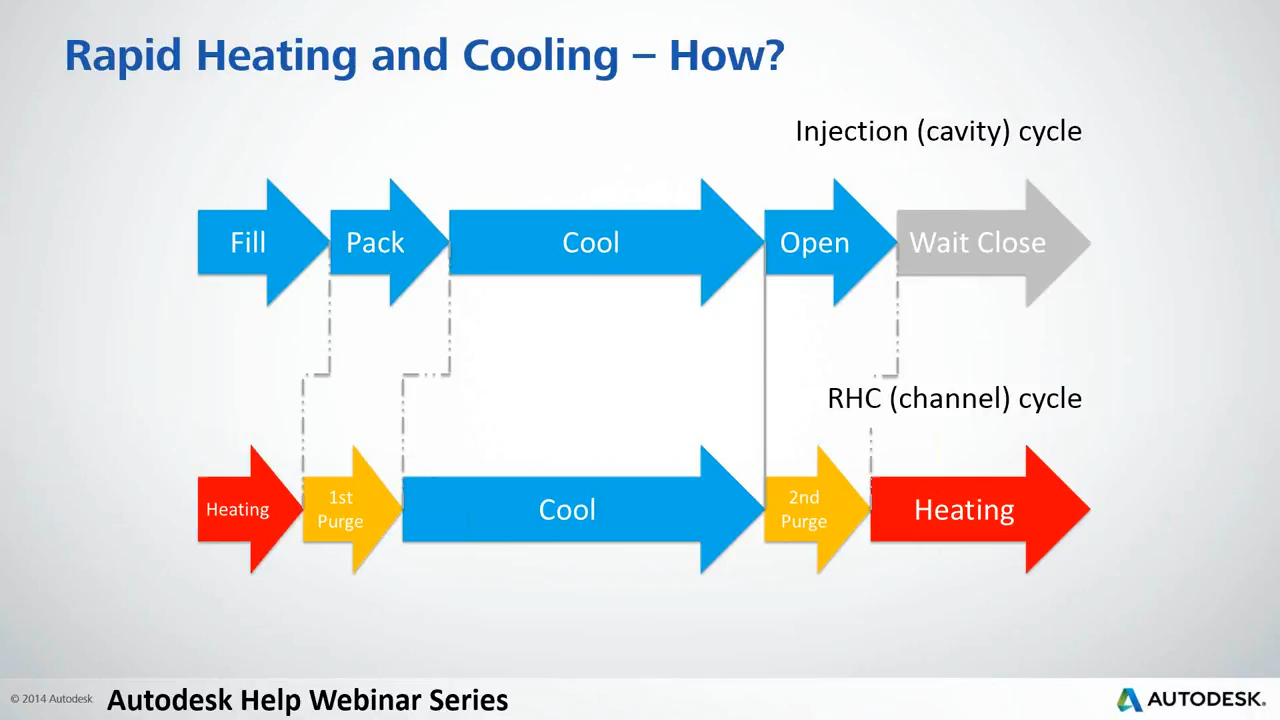 Rapid Heating and Cooling – How?
Injection (cavity) cycle
Fill
Pack
Cool
Open
Wait Close
RHC (channel) cycle
Heating
1st
Purge
Cool
2nd
Purge
Heating
© 2014 Autodesk
Autodesk Help Webinar Series
AUTODESK.